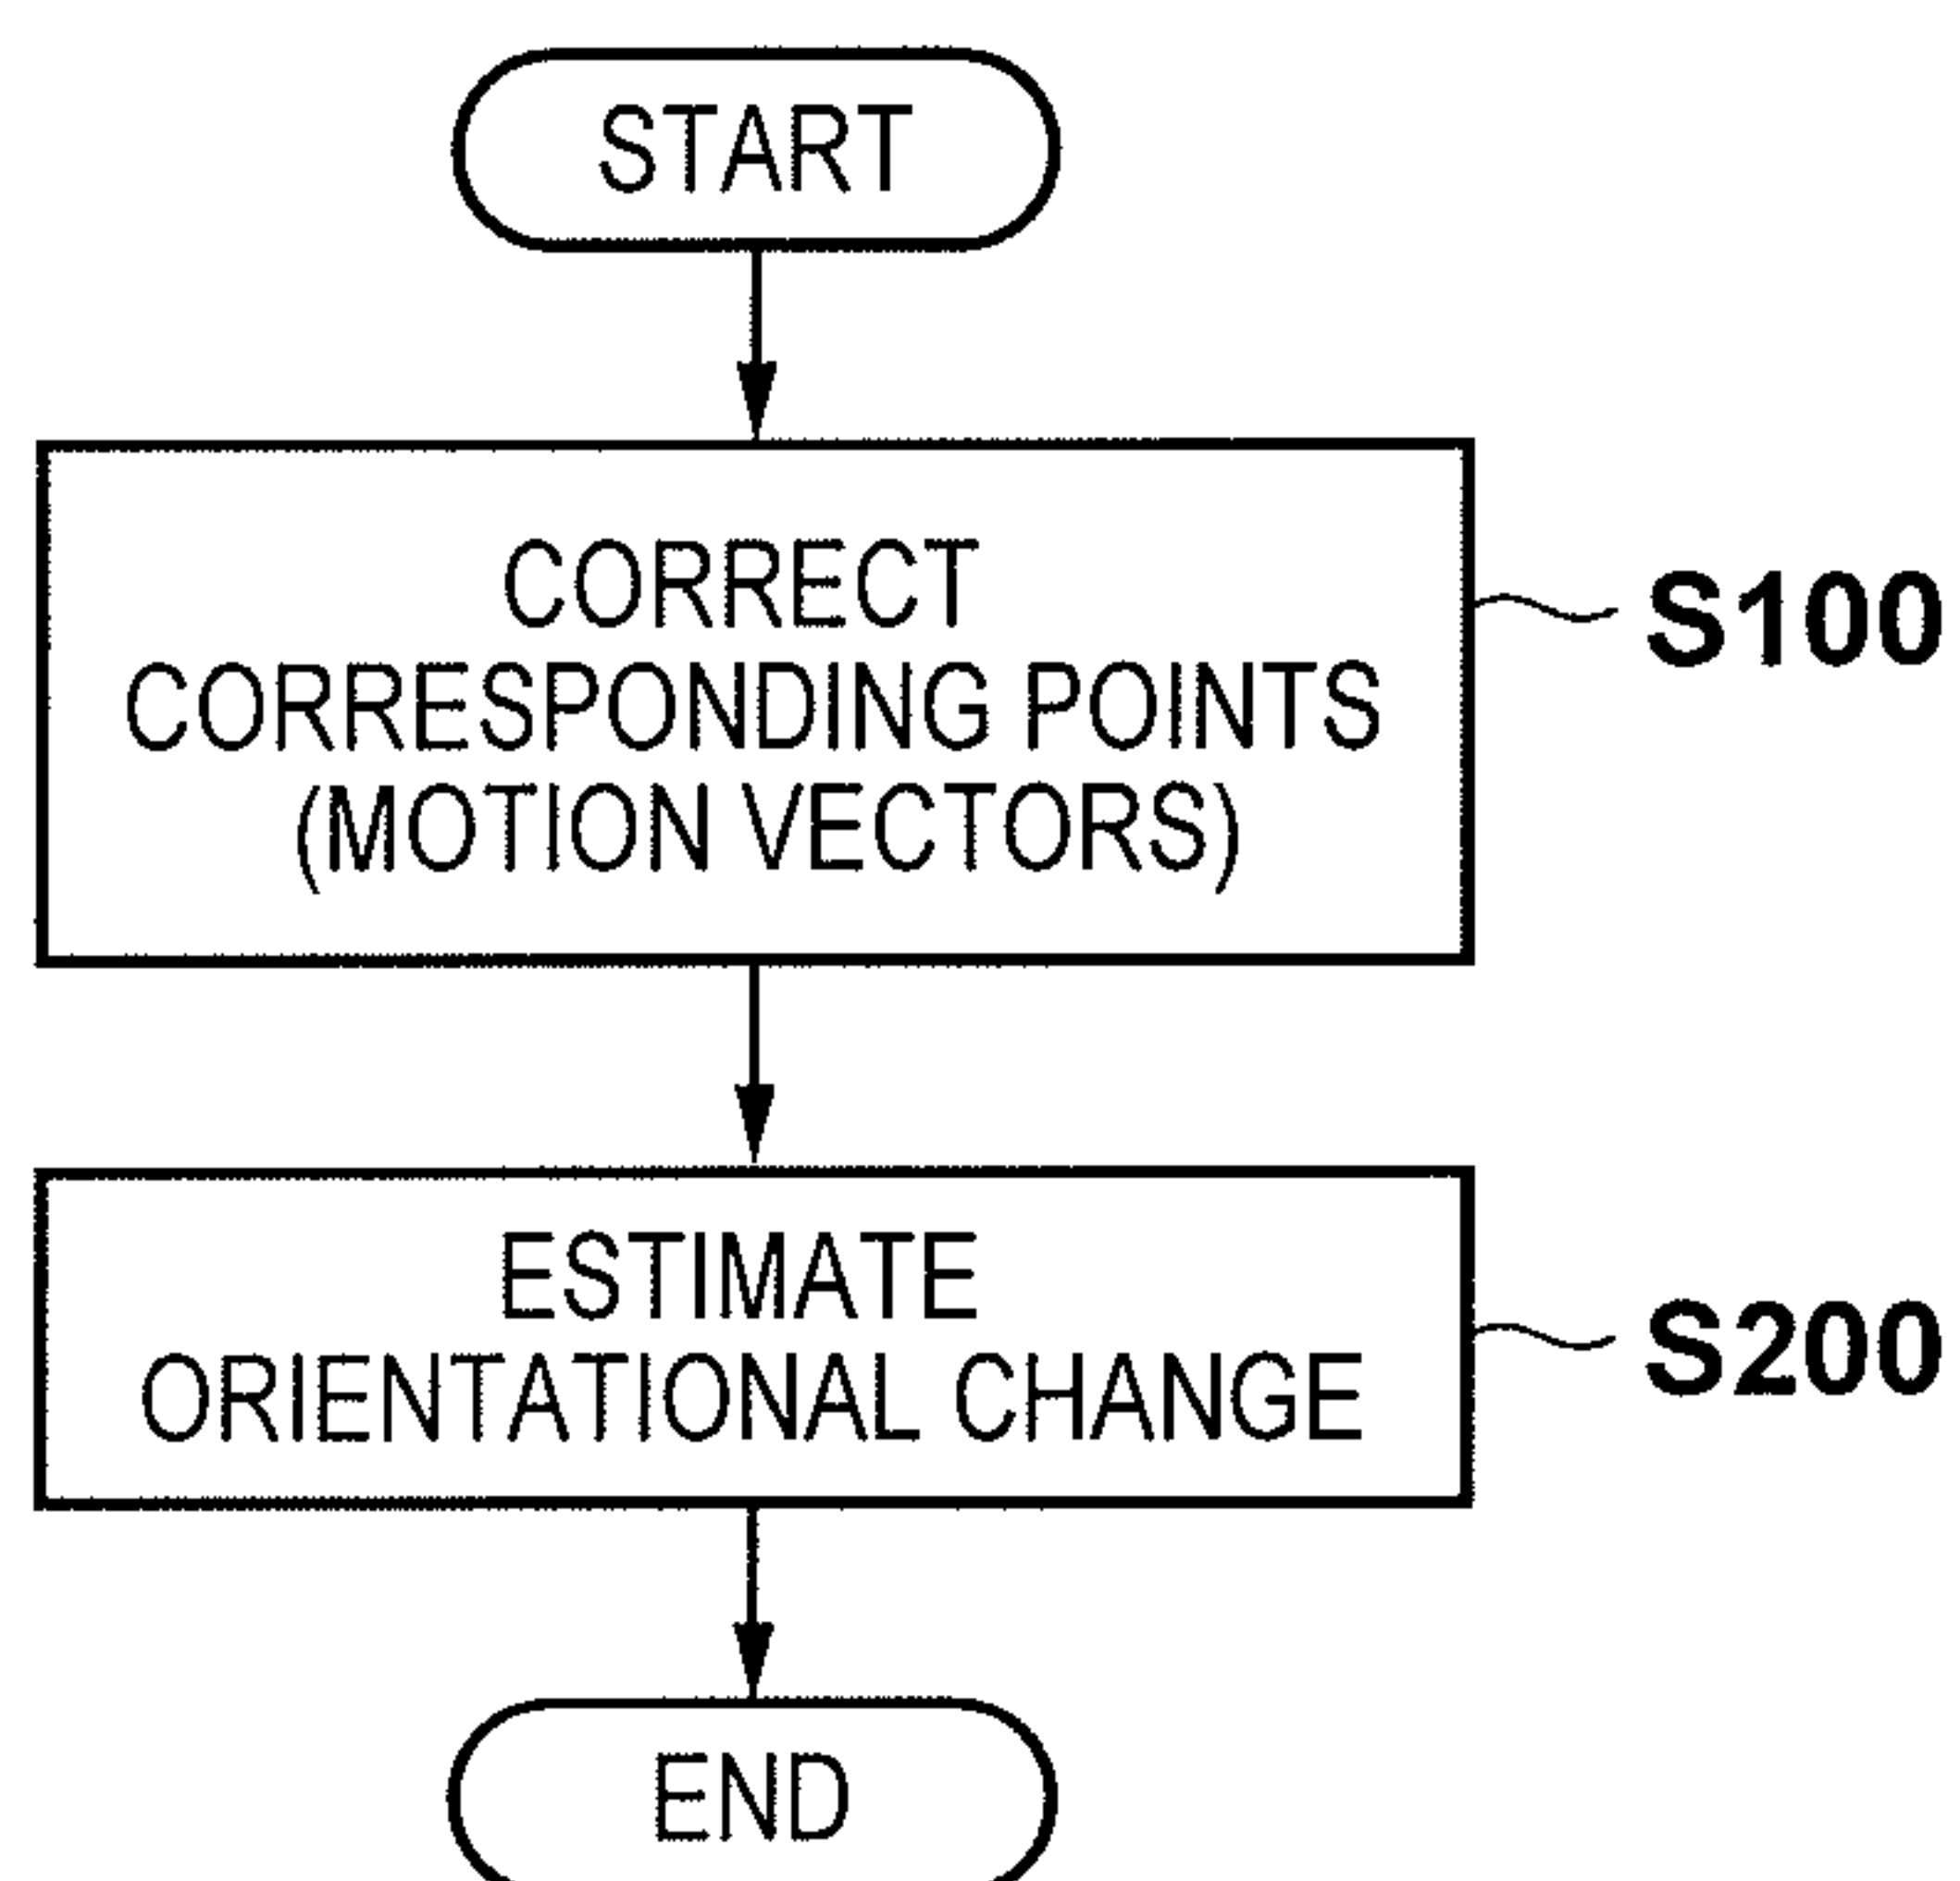 START
CORRECT
CORRESPONDING POINTS
(MOTION VECTORS)
S100
ESTIMATE
ORIENTATIONAL CHANGE
S200
END